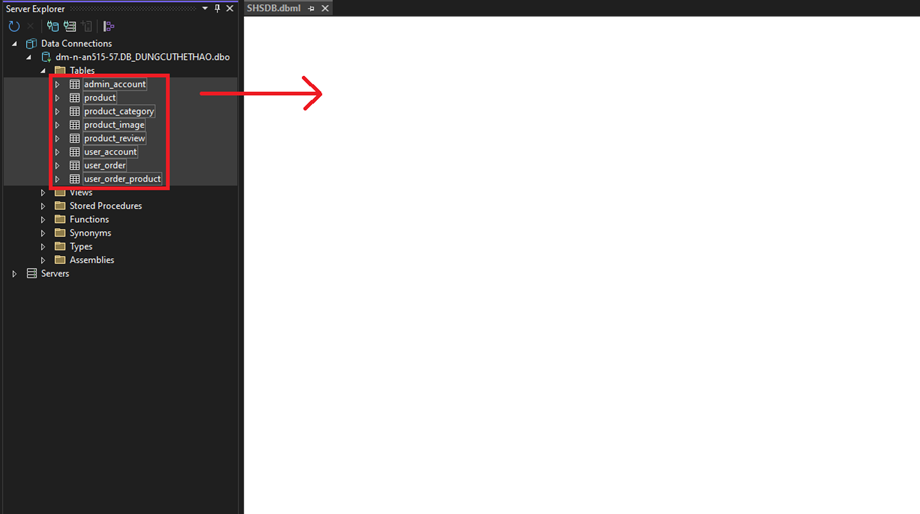 Server Explorer
SHSDB.dbml
Data Connections
dm-n-an515-57.DB_DUNGCUTHETHAO.dbo
Tables
admin_account
product
product_category
product_image
product_review
user_account
user_order
user_order_product
Views
Stored Procedures
Functions
Synonyms
Types
Assemblies
Servers